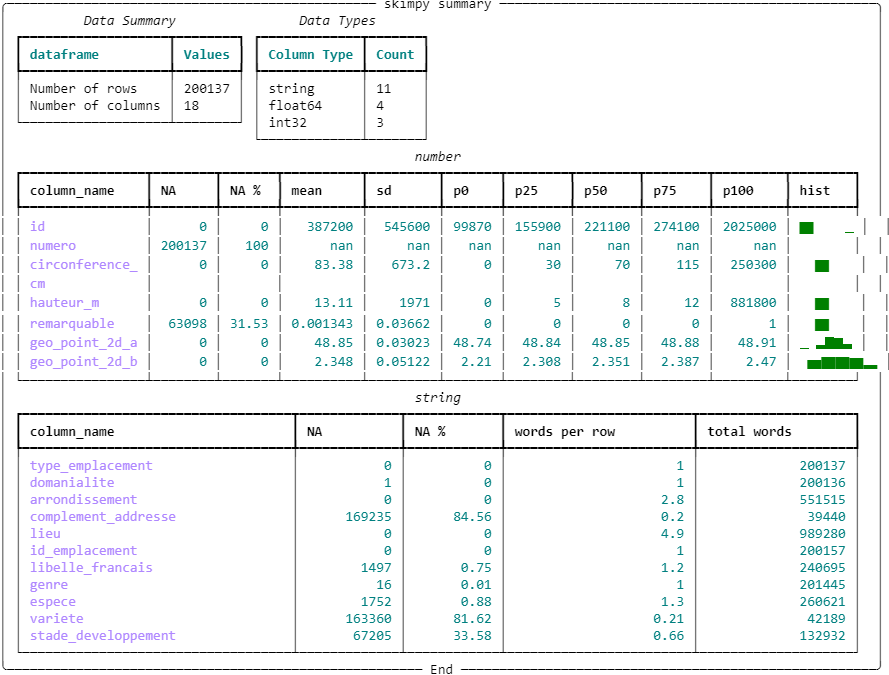 skimpy summary
Data Summary Data Types
dataframe Values Column Type Count
Number of rows 200137 string 11
Number of columns 18 float64 4
int32 3
number
column_name NA NA % mean sd p0 p25 p50 p75 p100 hist
id 0 0 387200 545600 99870 155900 221100 274100 2025000
numero 200137 100 nan nan nan nan nan nan nan
circonference_ 0 0 83.38 673.2 0 30 70 115 250300
cm
hauteur_m 0 0 13.11 1971 0 5 8 12 881800
remarquable 63098 31.53 0.001343 0.03662 0 0 0 0 1
geo_point_2d_a 0 0 48.85 0.03023 48.74 48.84 48.85 48.88 48.91
geo_point_2d_b 0 0 2.348 0.05122 2.21 2.308 2.351 2.387 2.47
string
column_name NA NA % words per row total words
type_emplacement 0 0 1 200137
domanialite 1 0 1 200136
arrondissement 0 0 2.8 551515
complement_addresse 169235 84.56 0.2 39440
lieu 0 0 4.9 989280
id_emplacement 0 0 1 200157
libelle_francais 1497 0.75 1.2 240695
genre 16 0.01 1 201445
espece 1752 0.88 1.3 260621
variete 163360 81.62 0.21 42189
stade_developpement 67205 33.58 0.66 132932
End